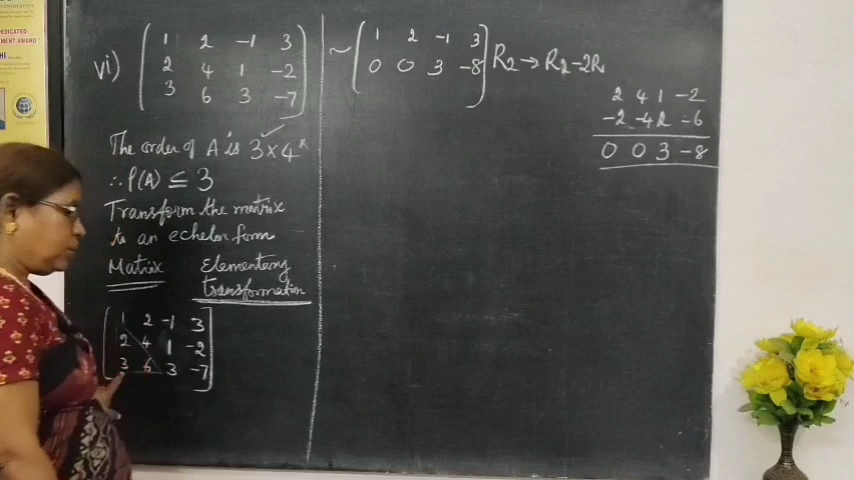 DEDICATED
MENT AWARD"
vi)
1 2 -1 3
2 4 1 -2
3 6 3 -7
The order of A is 3×4
∴ ρ(A) ≤ 3
Transform the matrix
to an echelon form
Matrix Elementary
transformation
1 2 -1 3
2 4 1 -2
3 6 3 -7
~ 1 2 -1 3
0 0 3 -8 R2→R2-2R1
2 4 1 -2
-2 -4 2 -6
0 0 3 -8